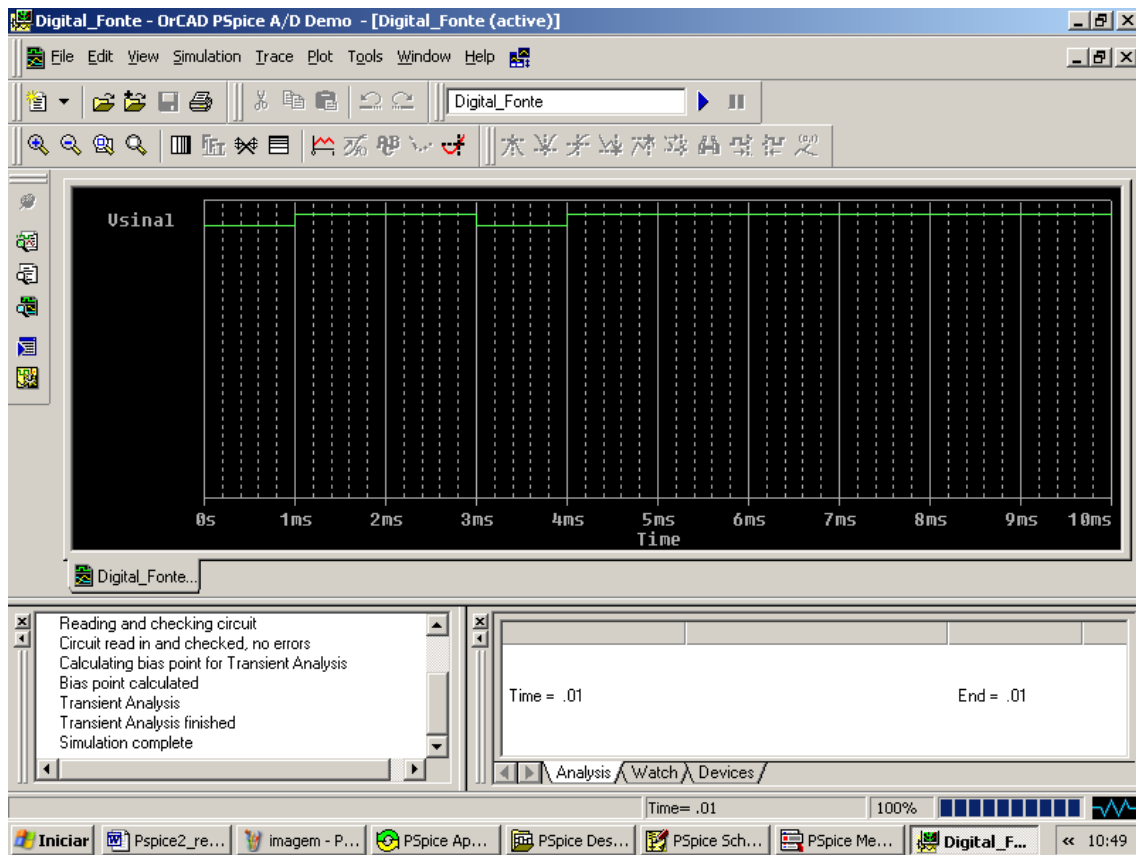 Digital_Fonte - OrCAD PSpice A/D Demo - [Digital_Fonte (active)]
File Edit View Simulation Trace Plot Tools Window Help
Digital_Fonte
FFT
Vsinal
0s 1ms 2ms 3ms 4ms 5ms 6ms 7ms 8ms 9ms 10ms
Time
Digital_Fonte...
Reading and checking circuit
Circuit read in and checked, no errors
Calculating bias point for Transient Analysis
Bias point calculated
Transient Analysis
Transient Analysis finished
Simulation complete
Time = .01 End = .01
Analysis Watch Devices
Time= .01 100%
Iniciar Pspice2_re... imagem - P... PSpice Ap... PSpice Des... PSpice Sch... PSpice Me... Digital_F... « 10:49